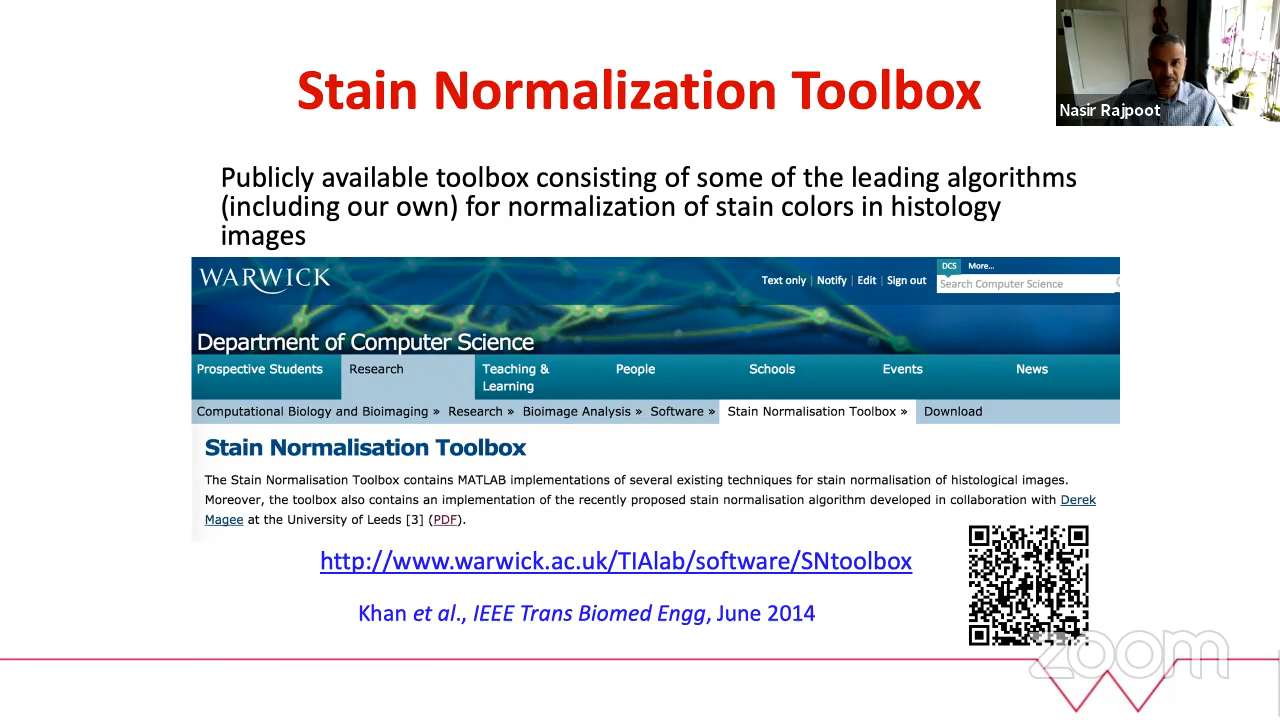 Stain Normalization Toolbox
Nasir Rajpoot
Publicly available toolbox consisting of some of the leading algorithms
(including our own) for normalization of stain colors in histology
images
WARWICK
Text only | Notify | Edit | Sign out
DCS More...
Search Computer Science
Department of Computer Science
Prospective Students
Research
Teaching &
Learning
People
Schools
Events
News
Computational Biology and Bioimaging » Research » Bioimage Analysis » Software » Stain Normalisation Toolbox » Download
Stain Normalisation Toolbox
The Stain Normalisation Toolbox contains MATLAB implementations of several existing techniques for stain normalisation of histological images.
Moreover, the toolbox also contains an implementation of the recently proposed stain normalisation algorithm developed in collaboration with Derek
Magee at the University of Leeds [3] (PDF).
http://www.warwick.ac.uk/TIAlab/software/SNtoolbox
Khan et al., IEEE Trans Biomed Engg, June 2014
zoom